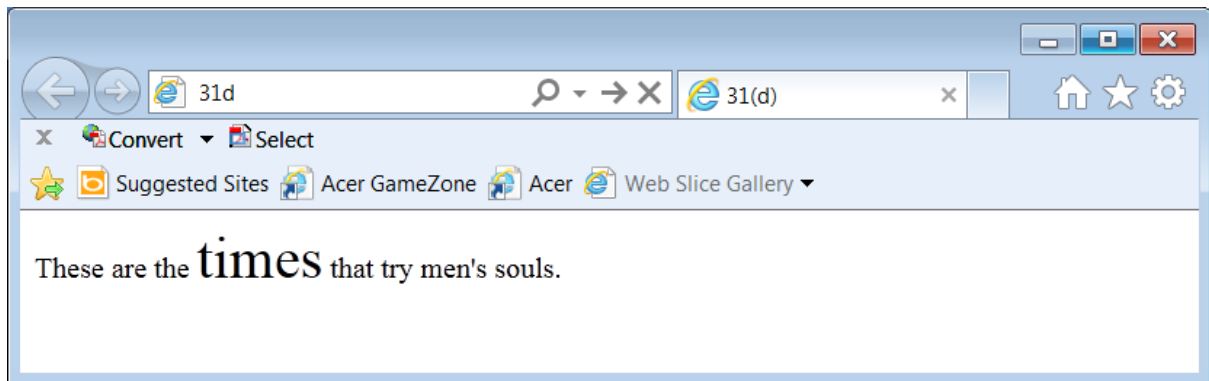 31d
31(d)
Convert Select
Suggested Sites Acer GameZone Acer Web Slice Gallery
These are the times that try men's souls.